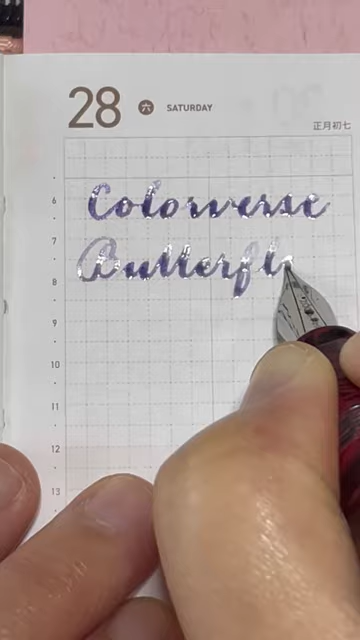 28 六 SATURDAY
正月初七
6
Colorverse
7
Butterfl
8
9
10
11
12
13